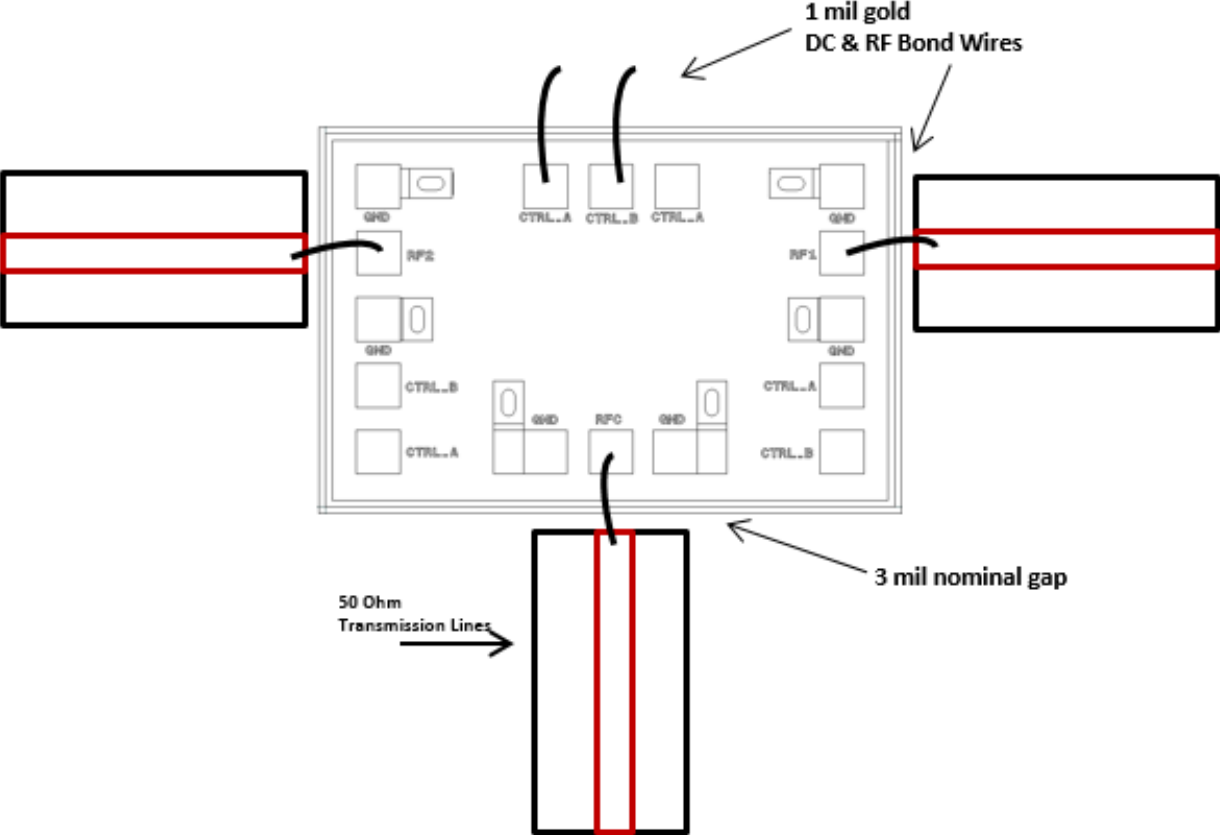 1 mil gold
DC & RF Bond Wires
GND
CTRL_A
CTRL_B
CTRL_A
GND
RF2
RF1
GND
GND
CTRL_B
CTRL_A
GND
RFC
GND
CTRL_A
CTRL_B
3 mil nominal gap
50 Ohm
Transmission Lines